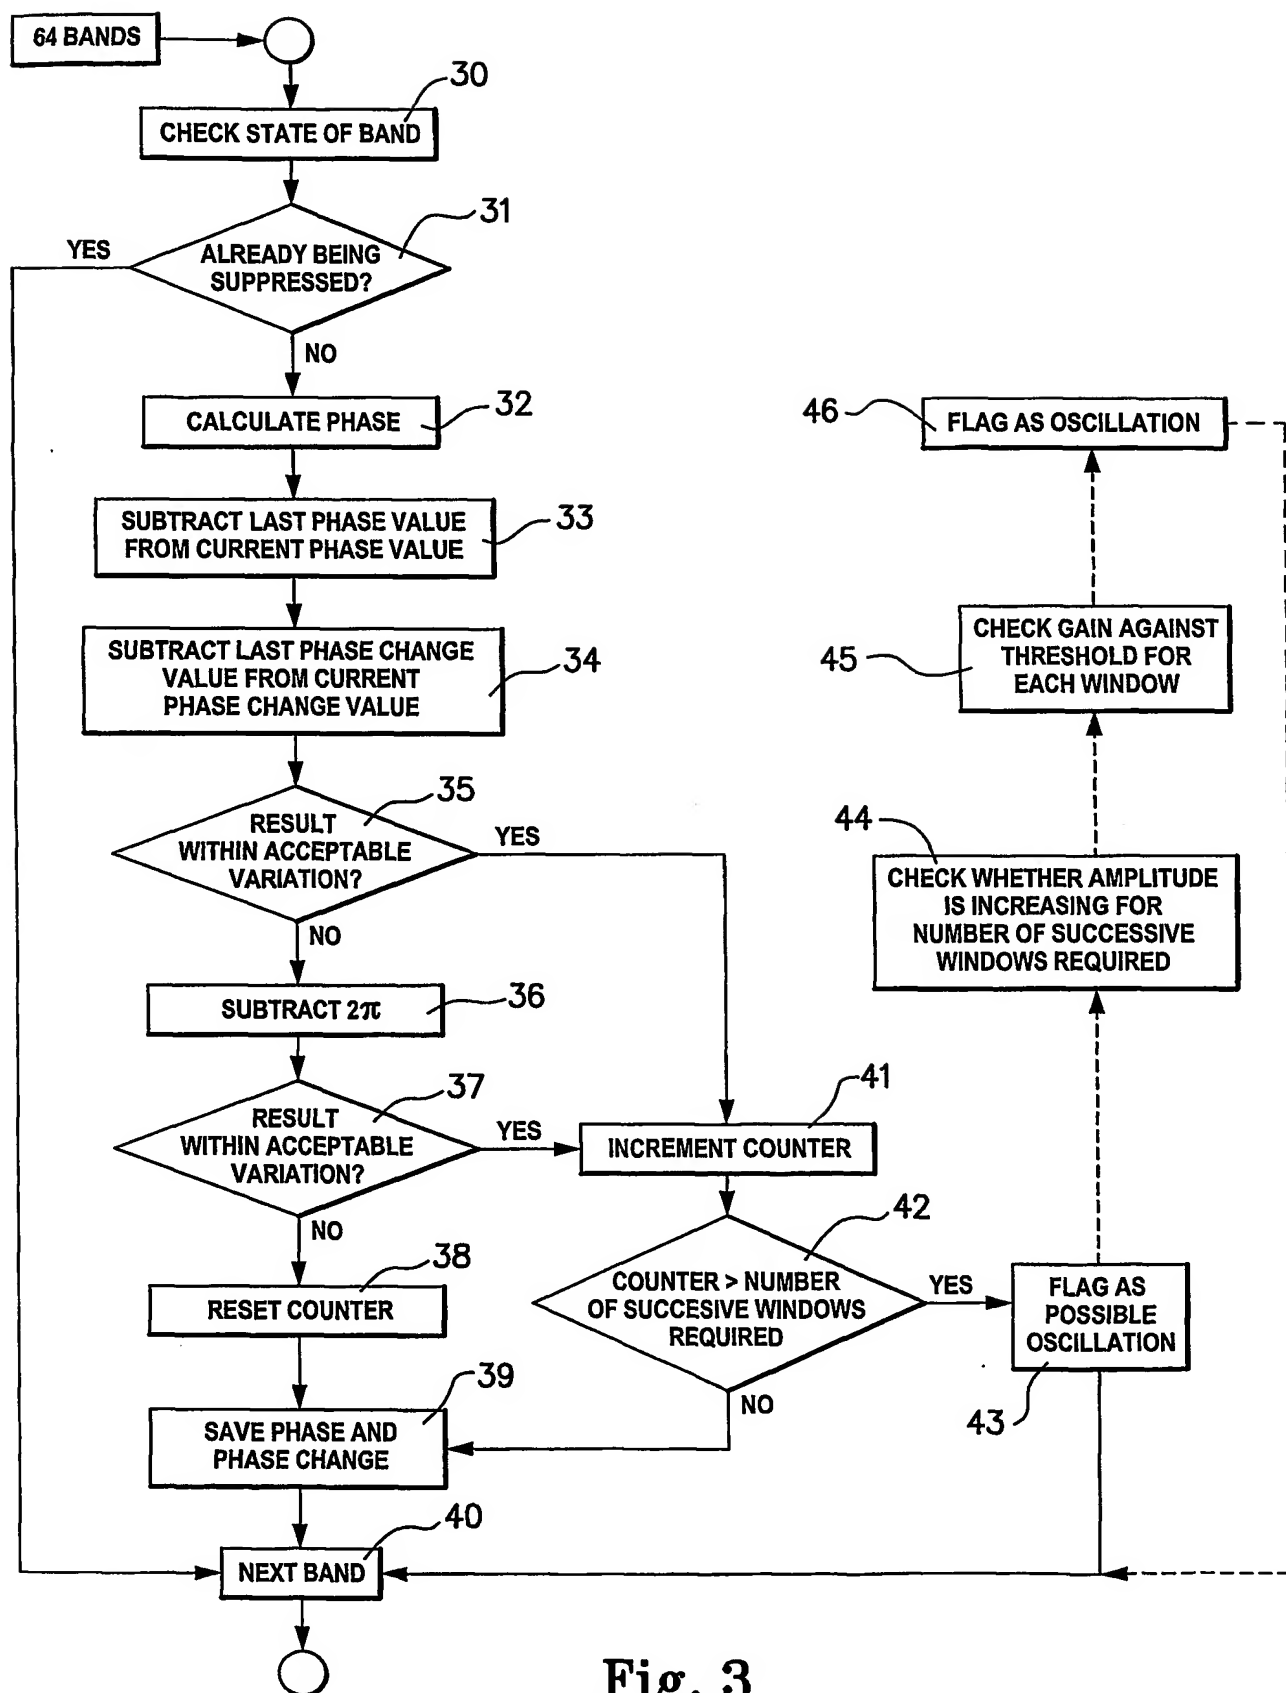 64 BANDS
30
CHECK STATE OF BAND
31
YES
ALREADY BEING
SUPPRESSED?
NO
32
CALCULATE PHASE
33
SUBTRACT LAST PHASE VALUE
FROM CURRENT PHASE VALUE
34
SUBTRACT LAST PHASE CHANGE
VALUE FROM CURRENT
PHASE CHANGE VALUE
35
RESULT
WITHIN ACCEPTABLE
VARIATION?
YES
NO
36
SUBTRACT 2π
37
RESULT
WITHIN ACCEPTABLE
VARIATION?
YES
NO
38
RESET COUNTER
39
SAVE PHASE AND
PHASE CHANGE
40
NEXT BAND
41
INCREMENT COUNTER
42
COUNTER > NUMBER
OF SUCCESIVE WINDOWS
REQUIRED
YES
NO
FLAG AS
POSSIBLE
OSCILLATION
43
44
CHECK WHETHER AMPLITUDE
IS INCREASING FOR
NUMBER OF SUCCESSIVE
WINDOWS REQUIRED
45
CHECK GAIN AGAINST
THRESHOLD FOR
EACH WINDOW
46
FLAG AS OSCILLATION
Fig. 3